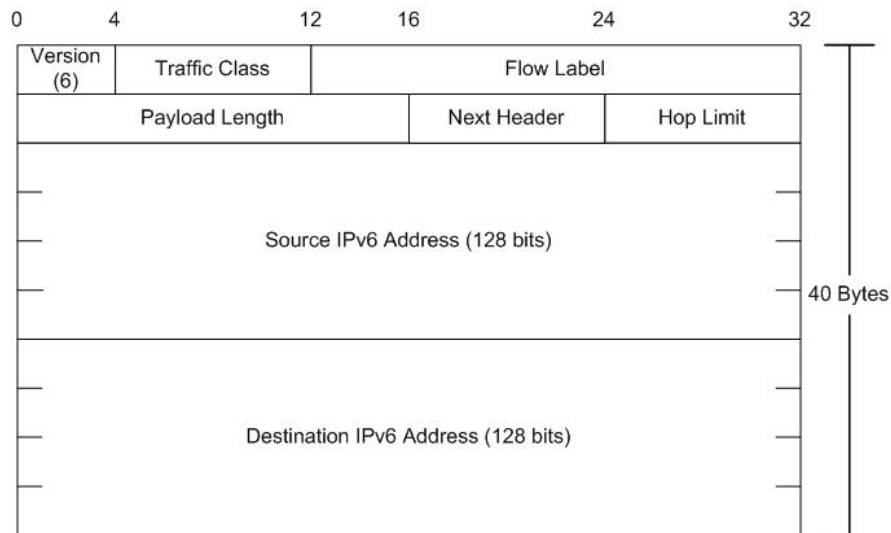 0 4 12 16 24 32
Version (6) Traffic Class Flow Label
Payload Length Next Header Hop Limit
Source IPv6 Address (128 bits)
40 Bytes
Destination IPv6 Address (128 bits)